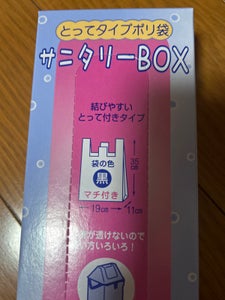 とってタイプポリ袋
サニタリーBOX
結びやすい
とって付きタイプ
袋の色
黒
マチ付き
35cm
19cm
11cm
が透けないので
い方いろいろ!